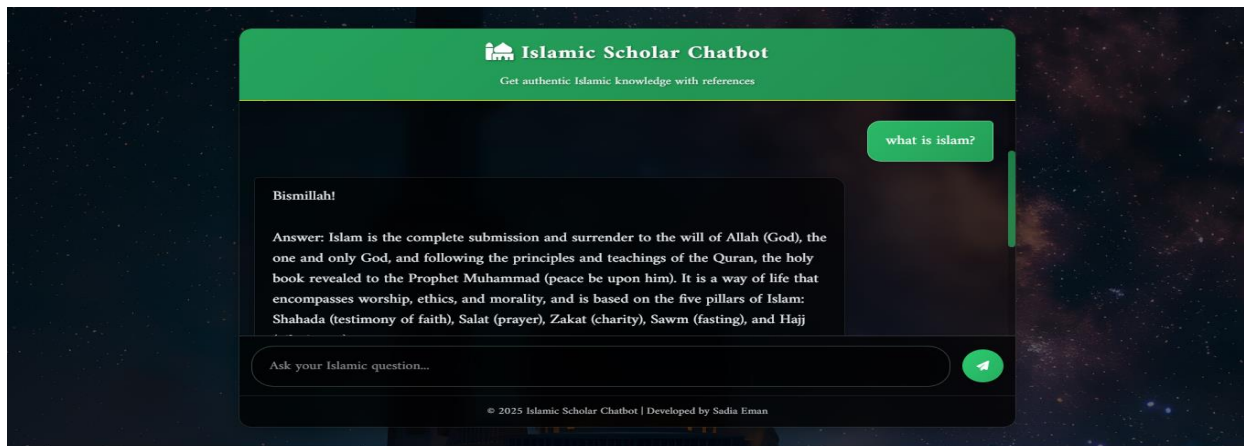 Islamic Scholar Chatbot
Get authentic Islamic knowledge with references
what is islam?
Bismillah!
Answer: Islam is the complete submission and surrender to the will of Allah (God), the
one and only God, and following the principles and teachings of the Quran, the holy
book revealed to the Prophet Muhammad (peace be upon him). It is a way of life that
encompasses worship, ethics, and morality, and is based on the five pillars of Islam:
Shahada (testimony of faith), Salat (prayer), Zakat (charity), Sawm (fasting), and Hajj
Ask your Islamic question...
© 2025 Islamic Scholar Chatbot | Developed by Sadia Eman